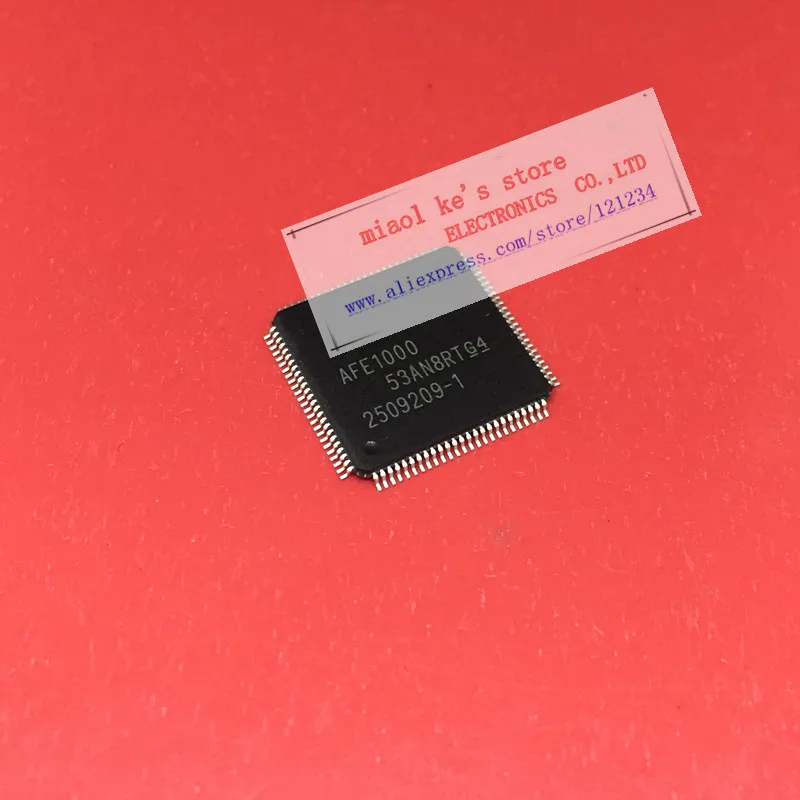 miaol ke's store
ELECTRONICS CO.,LTD
www.aliexpress.com/store/121234
AFE1000
53AN8RTG4
2509209-1